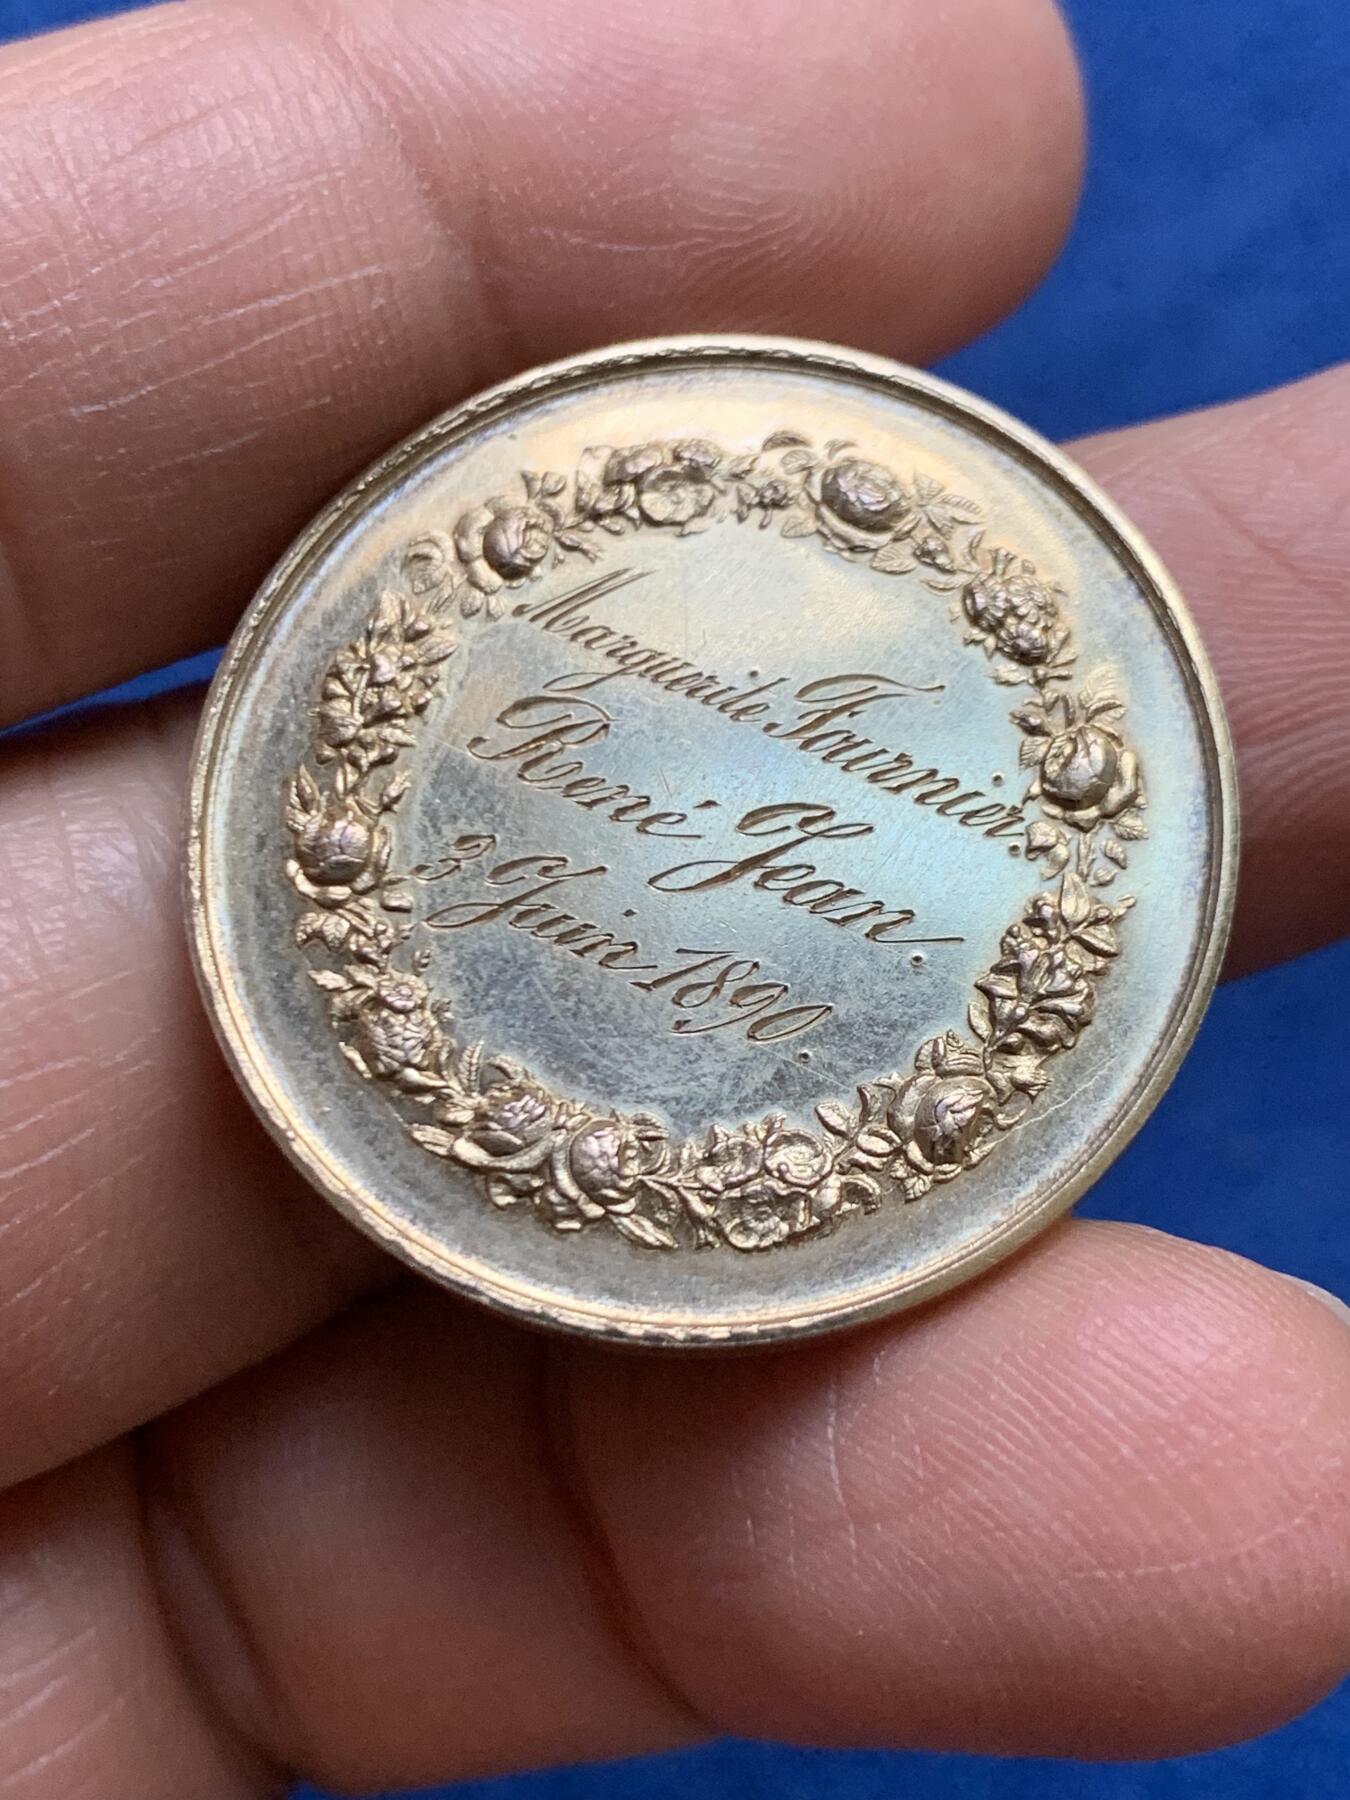 Marguerite Fournier.
René Jean.
3 Juin 1890.